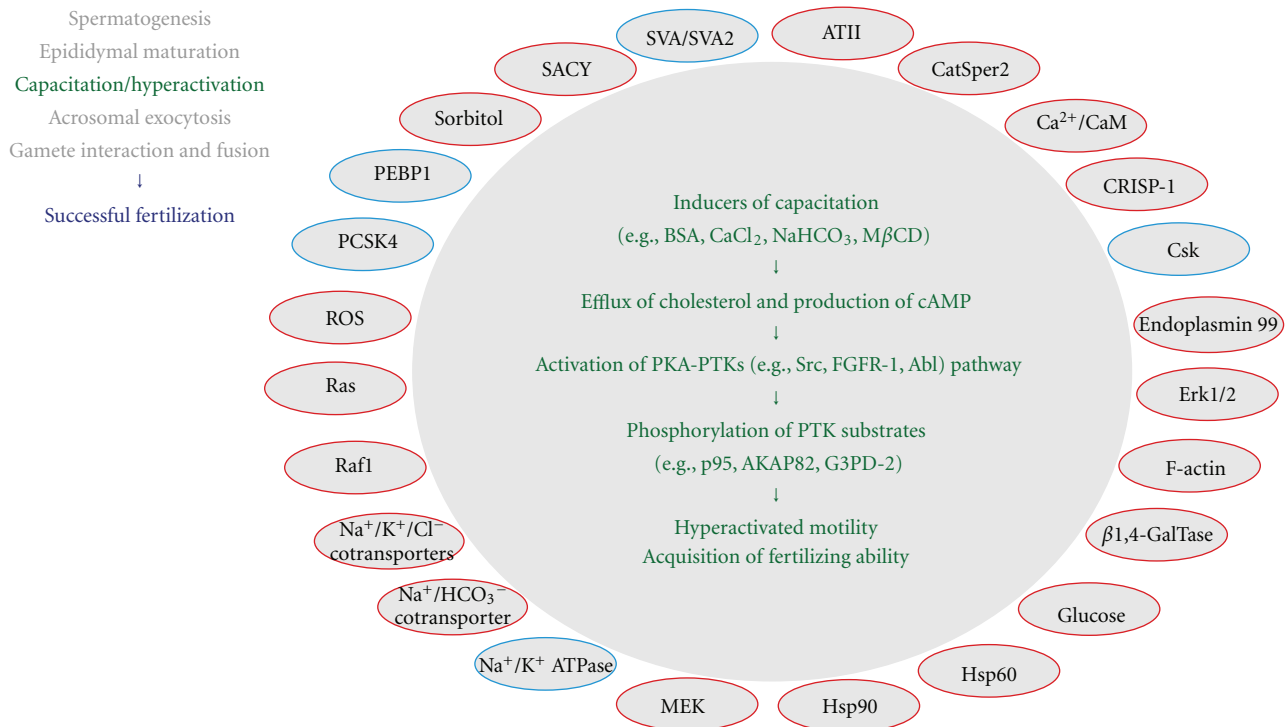 Spermatogenesis
Epididymal maturation
Capacitation/hyperactivation
Acrosomal exocytosis
Gamete interaction and fusion
↓
Successful fertilization
SVA/SVA2
ATII
CatSper2
Ca²⁺/CaM
CRISP-1
Csk
Endoplasmin 99
Erk1/2
F-actin
β1,4-GalTase
Glucose
Hsp60
Hsp90
MEK
Na⁺/K⁺ ATPase
Na⁺/HCO₃⁻
cotransporter
Na⁺/K⁺/Cl⁻
cotransporters
Raf1
Ras
ROS
PCSK4
PEBP1
Sorbitol
SACY
Inducers of capacitation
(e.g., BSA, CaCl₂, NaHCO₃, MβCD)
↓
Efflux of cholesterol and production of cAMP
↓
Activation of PKA-PTKs (e.g., Src, FGFR-1, Abl) pathway
↓
Phosphorylation of PTK substrates
(e.g., p95, AKAP82, G3PD-2)
↓
Hyperactivated motility
Acquisition of fertilizing ability